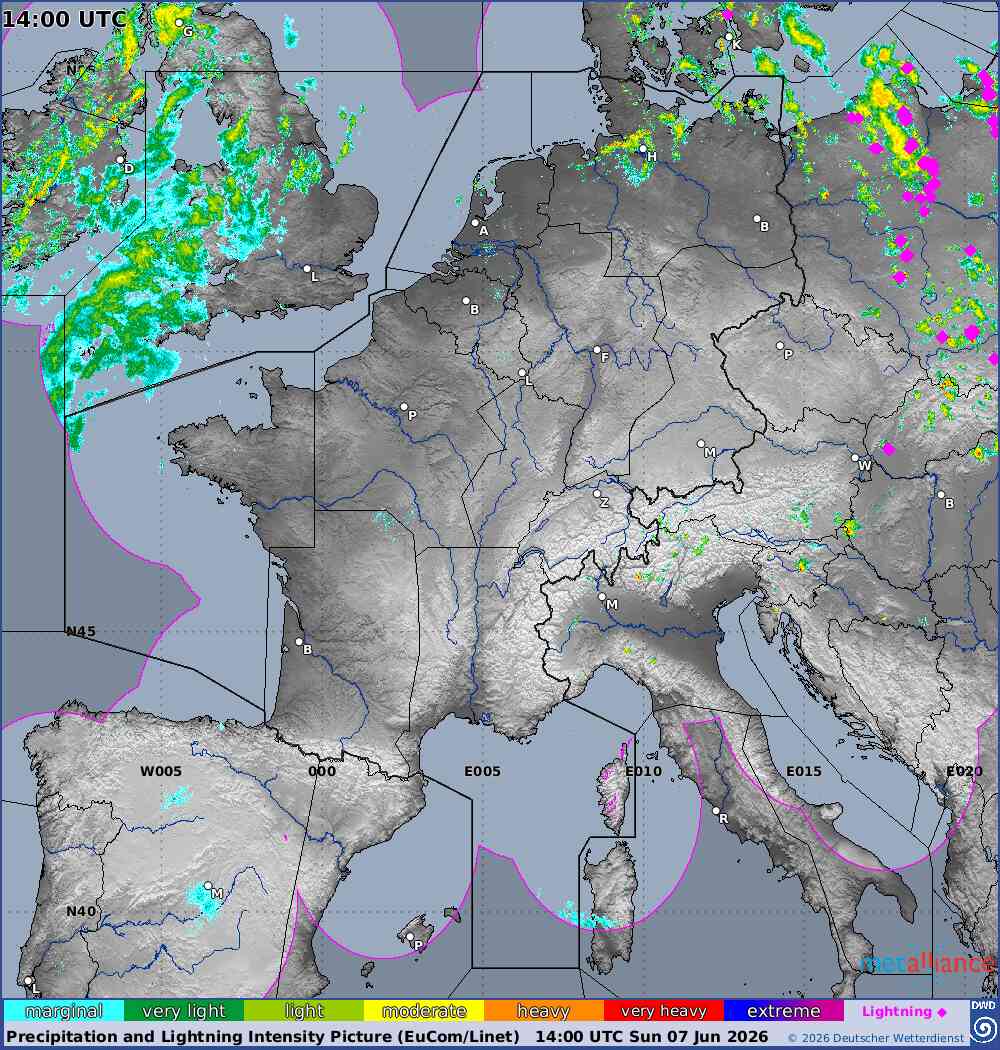 14:00 UTC
G
K
D
H
A
B
L
B
F
P
L
P
M
W
Z
B
M
N45
B
W005
000
E005
E010
E015
E020
R
M
N40
P
L
metalliance
marginal very light light moderate heavy very heavy extreme Lightning
DWD
Precipitation and Lightning Intensity Picture (EuCom/Linet) 14:00 UTC Sun 07 Jun 2026 © 2026 Deutscher Wetterdienst